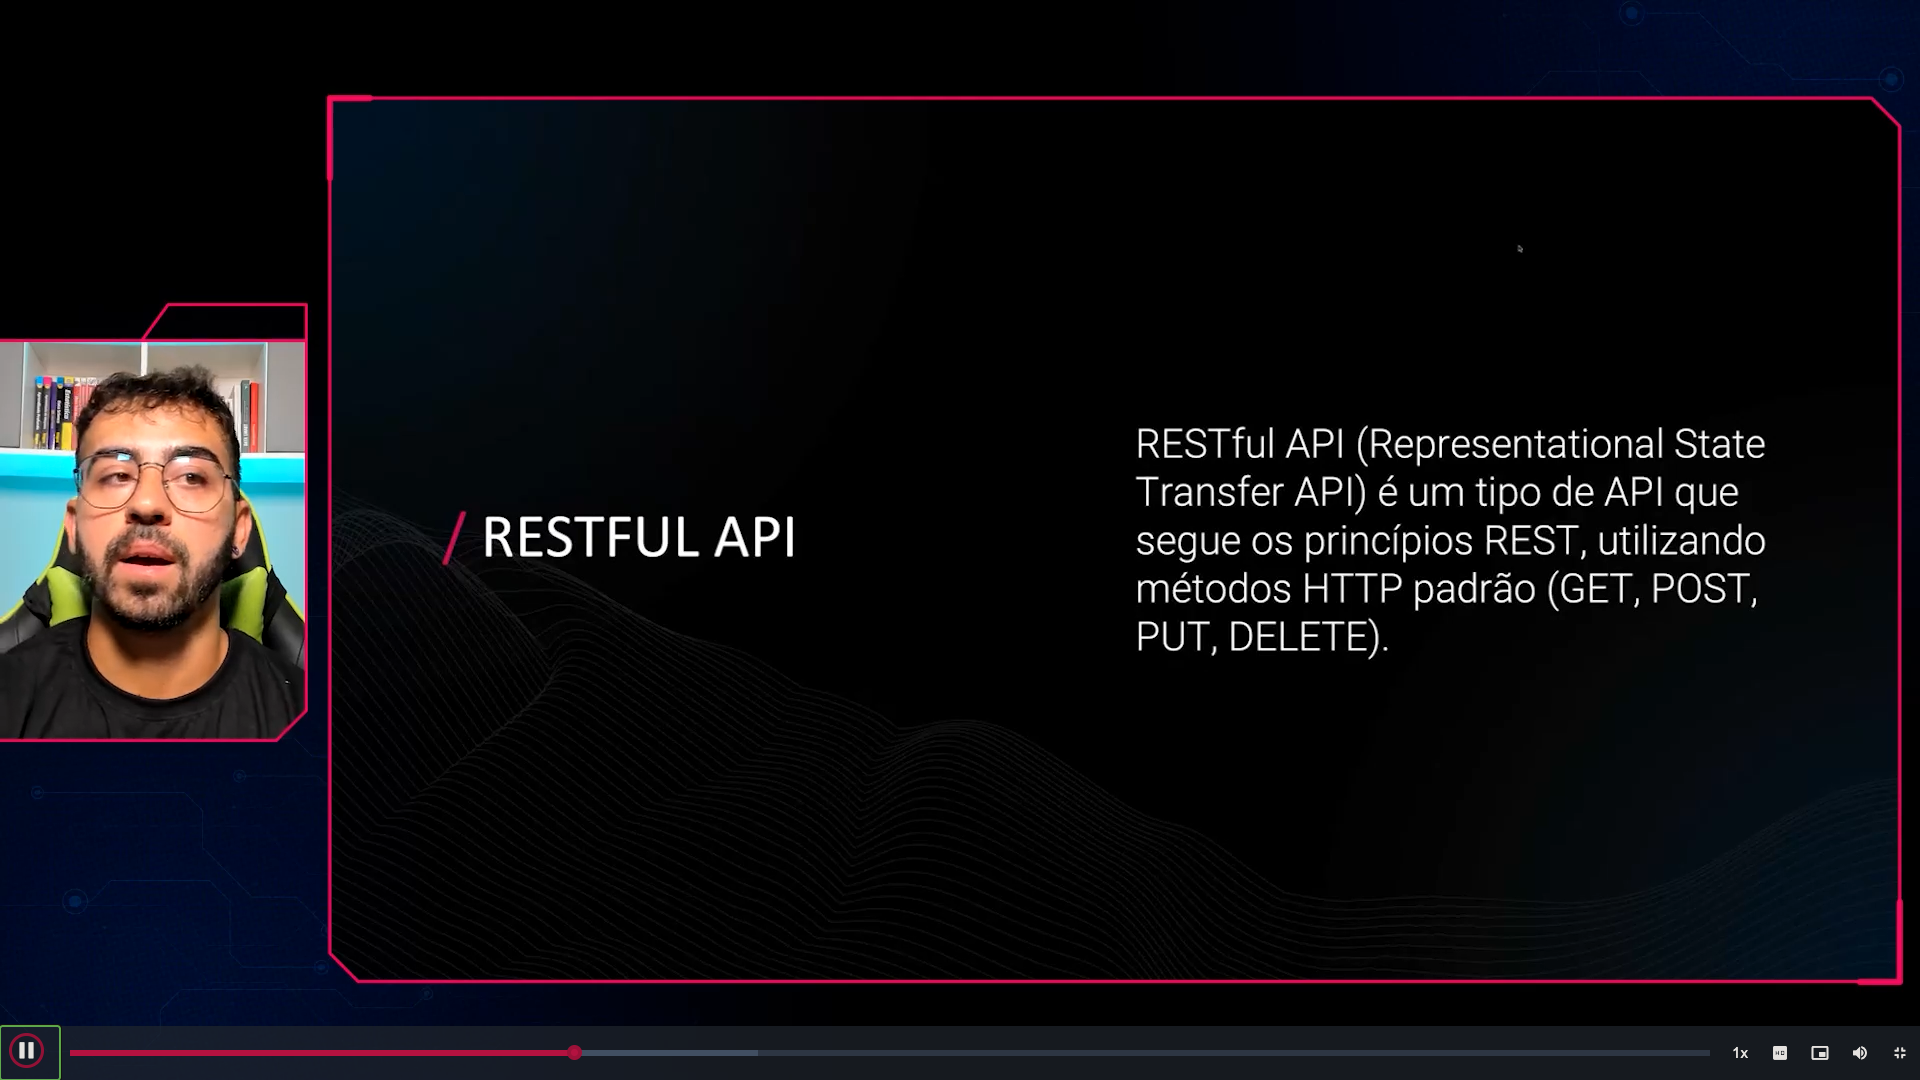 / RESTFUL API
RESTful API (Representational State
Transfer API) é um tipo de API que
segue os princípios REST, utilizando
métodos HTTP padrão (GET, POST,
PUT, DELETE).
1x